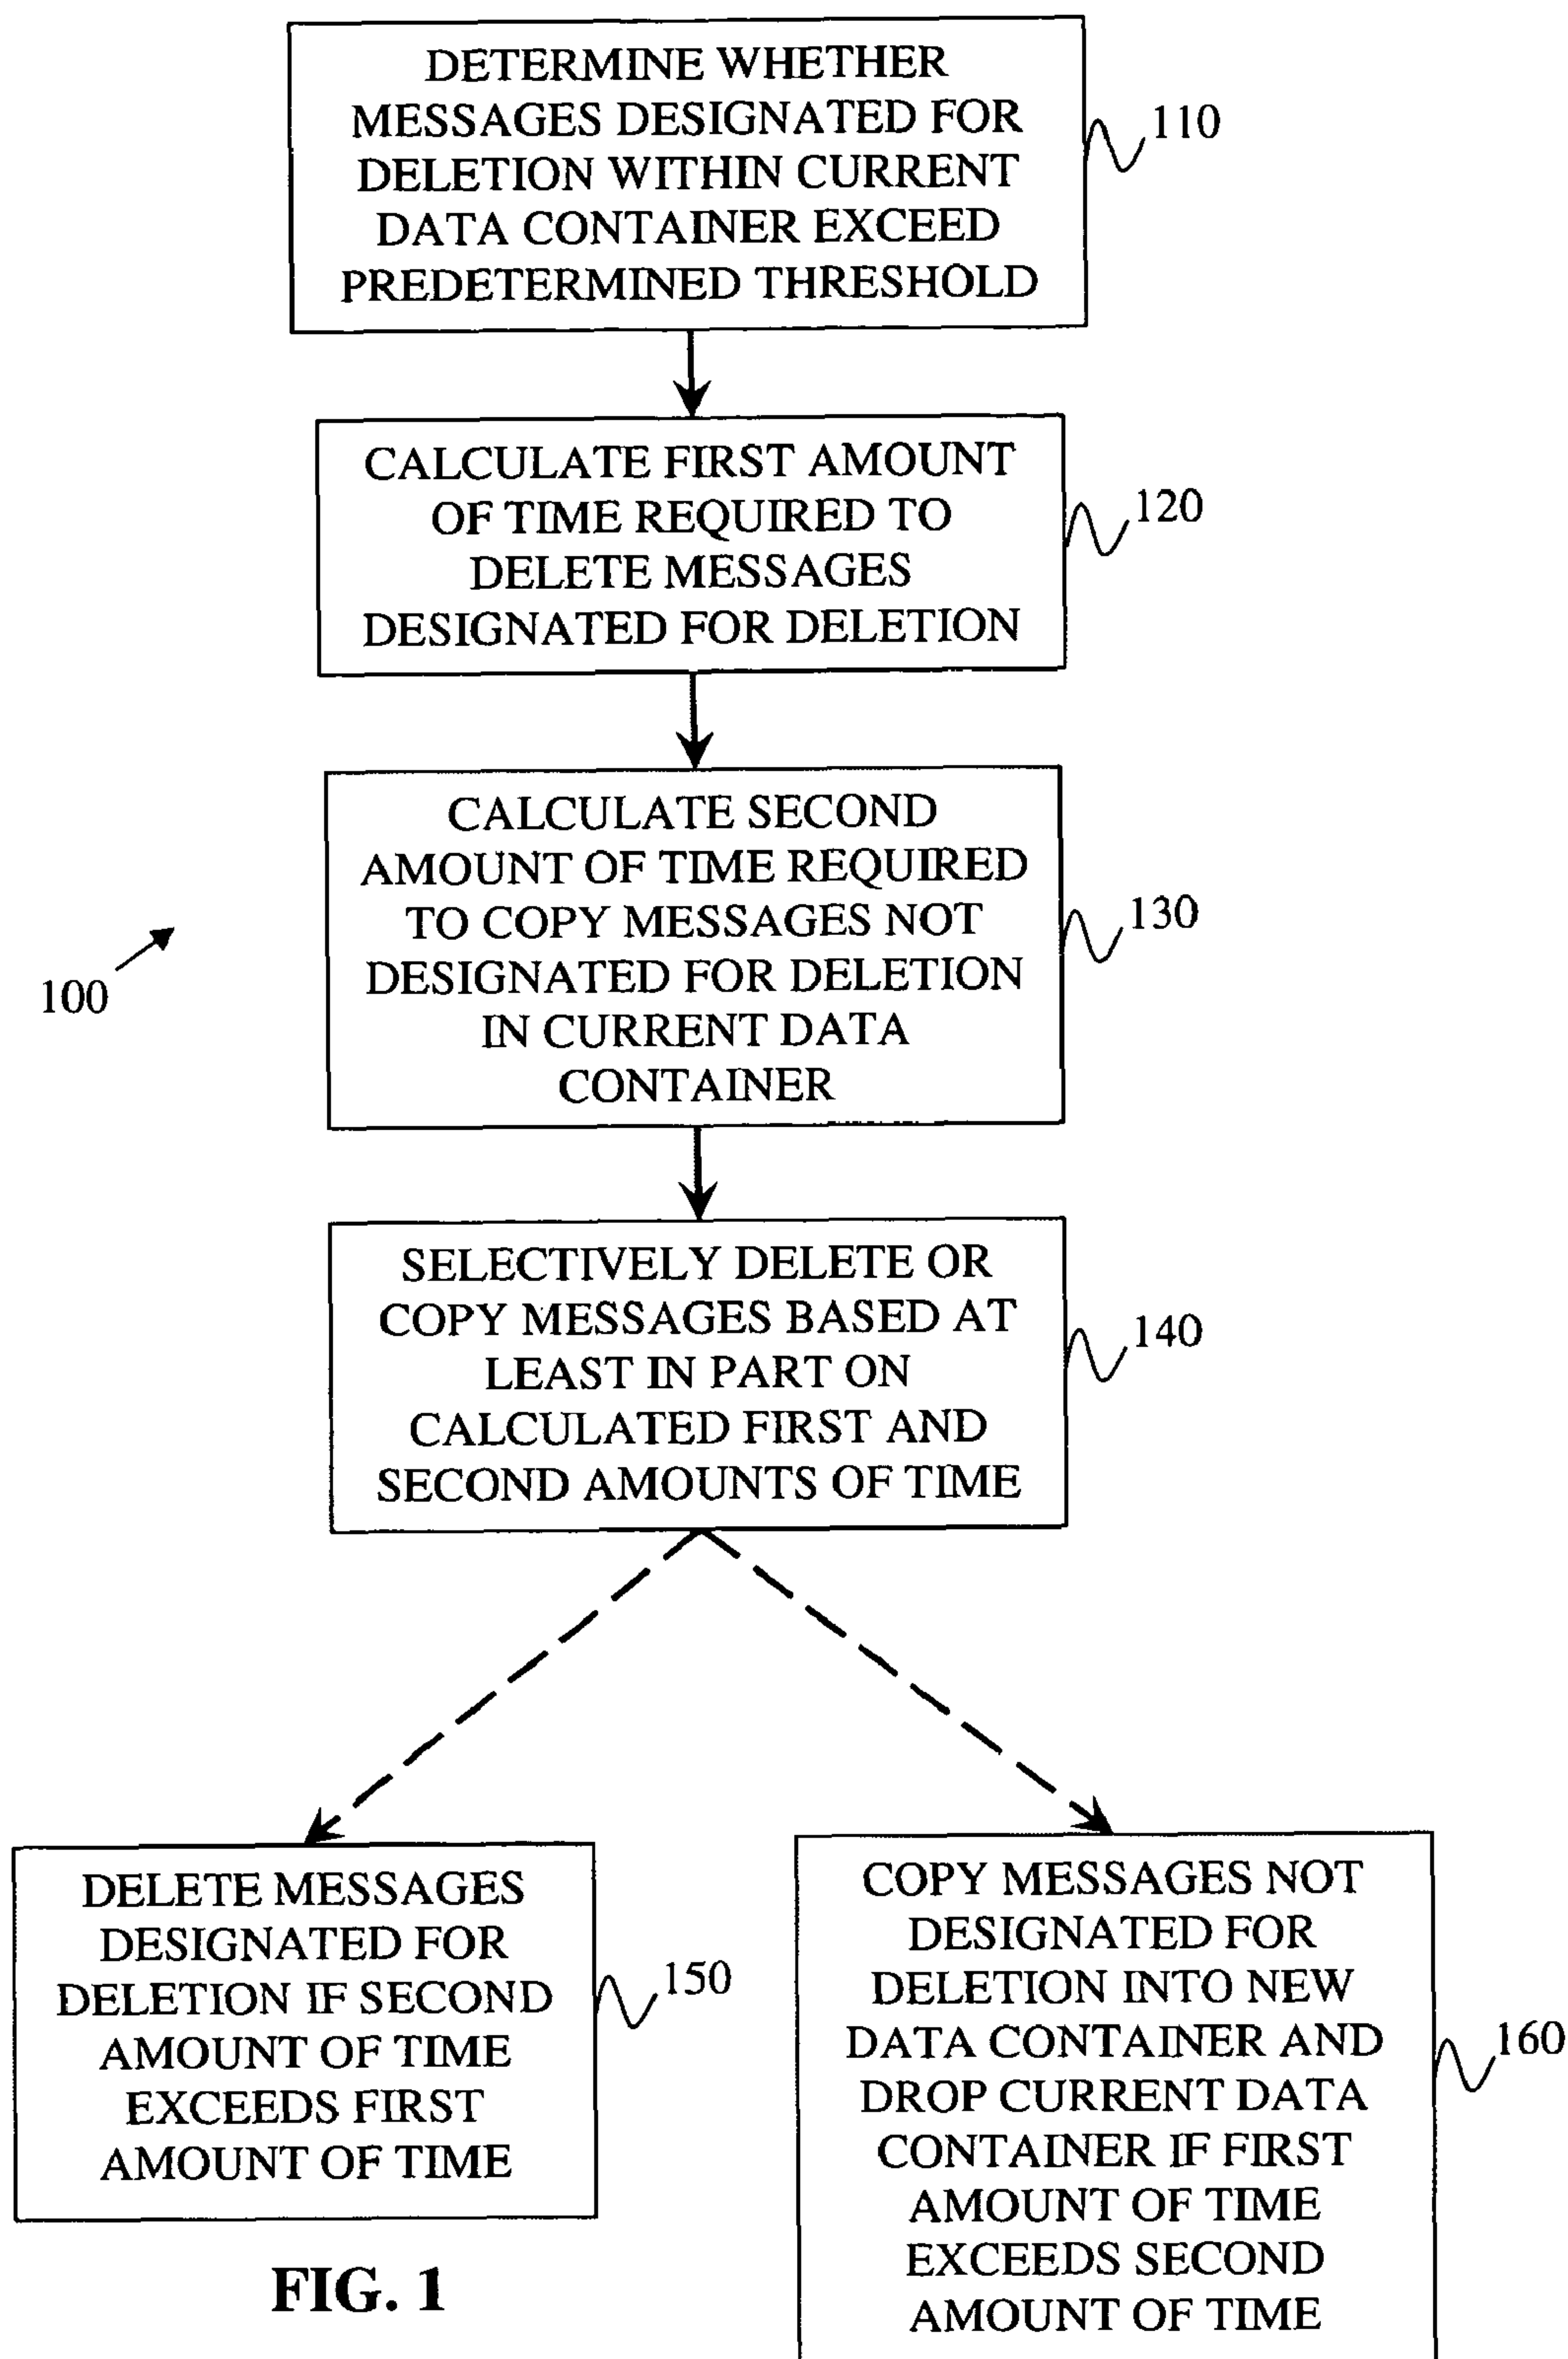 DETERMINE WHETHER
MESSAGES DESIGNATED FOR
DELETION WITHIN CURRENT
DATA CONTAINER EXCEED
PREDETERMINED THRESHOLD
110
CALCULATE FIRST AMOUNT
OF TIME REQUIRED TO
DELETE MESSAGES
DESIGNATED FOR DELETION
120
CALCULATE SECOND
AMOUNT OF TIME REQUIRED
TO COPY MESSAGES NOT
DESIGNATED FOR DELETION
IN CURRENT DATA
CONTAINER
130
100
SELECTIVELY DELETE OR
COPY MESSAGES BASED AT
LEAST IN PART ON
CALCULATED FIRST AND
SECOND AMOUNTS OF TIME
140
DELETE MESSAGES
DESIGNATED FOR
DELETION IF SECOND
AMOUNT OF TIME
EXCEEDS FIRST
AMOUNT OF TIME
150
COPY MESSAGES NOT
DESIGNATED FOR
DELETION INTO NEW
DATA CONTAINER AND
DROP CURRENT DATA
CONTAINER IF FIRST
AMOUNT OF TIME
EXCEEDS SECOND
AMOUNT OF TIME
160
FIG. 1